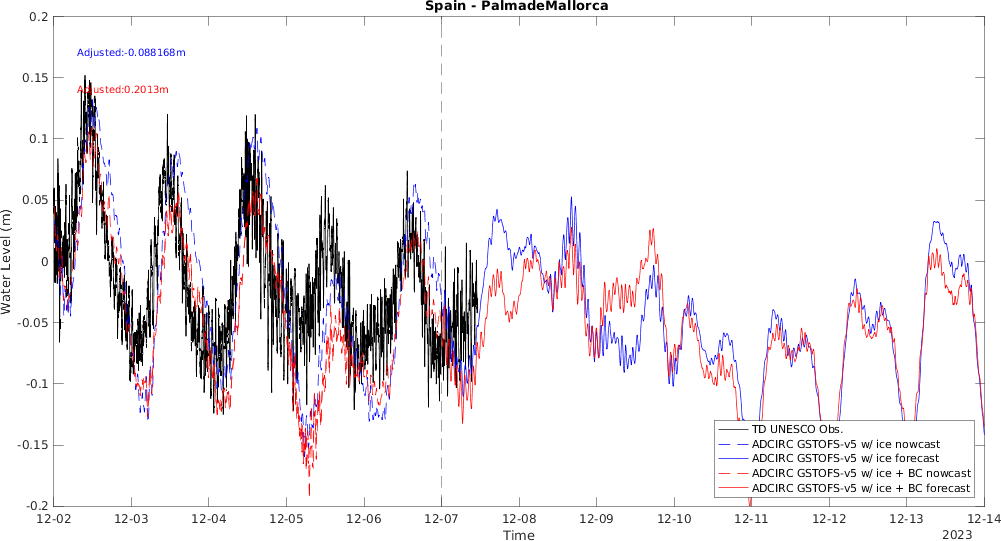 Spain - PalmadeMallorca
Adjusted:-0.088168m
Adjusted:0.2013m
Water Level (m)
0.2
0.15
0.1
0.05
0
-0.05
-0.1
-0.15
-0.2
TD UNESCO Obs.
ADCIRC GSTOFS-v5 w/ ice nowcast
ADCIRC GSTOFS-v5 w/ ice forecast
ADCIRC GSTOFS-v5 w/ ice + BC nowcast
ADCIRC GSTOFS-v5 w/ ice + BC forecast
12-02 12-03 12-04 12-05 12-06 12-07 12-08 12-09 12-10 12-11 12-12 12-13 12-14
Time
2023